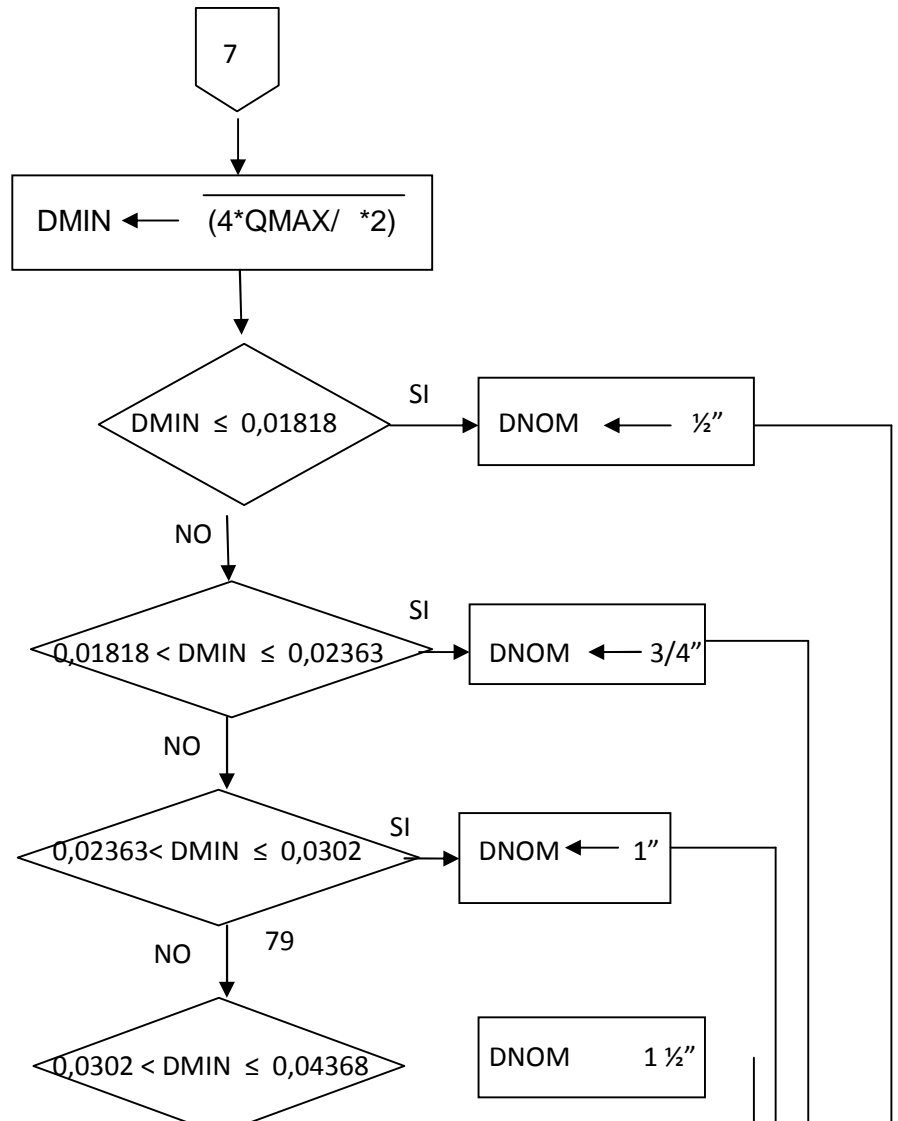 7
DMIN ← (4*QMAX/ *2)
DMIN ≤ 0,01818
SI
DNOM ← ½”
NO
0,01818 < DMIN ≤ 0,02363
SI
DNOM ← 3/4”
NO
0,02363< DMIN ≤ 0,0302
SI
DNOM ← 1”
NO
79
0,0302 < DMIN ≤ 0,04368
DNOM 1 ½”